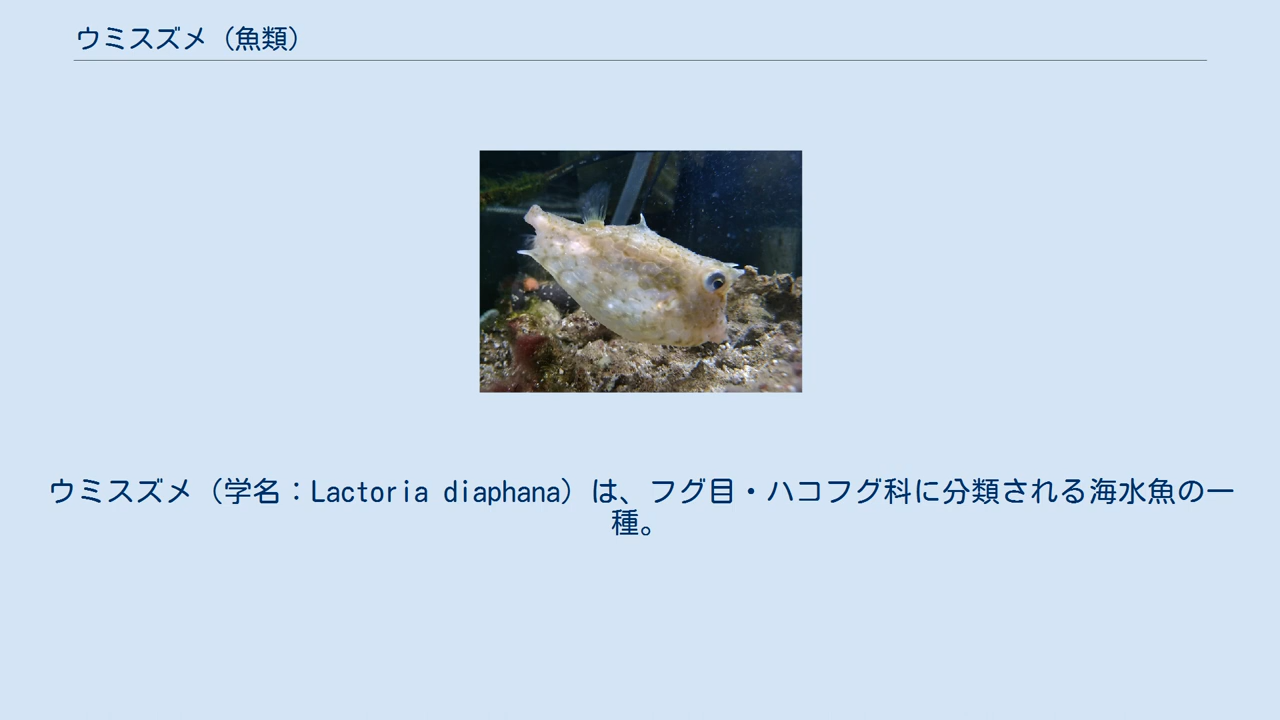 ウミスズメ（魚類）
ウミスズメ（学名：Lactoria diaphana）は、フグ目・ハコフグ科に分類される海水魚の一
種。